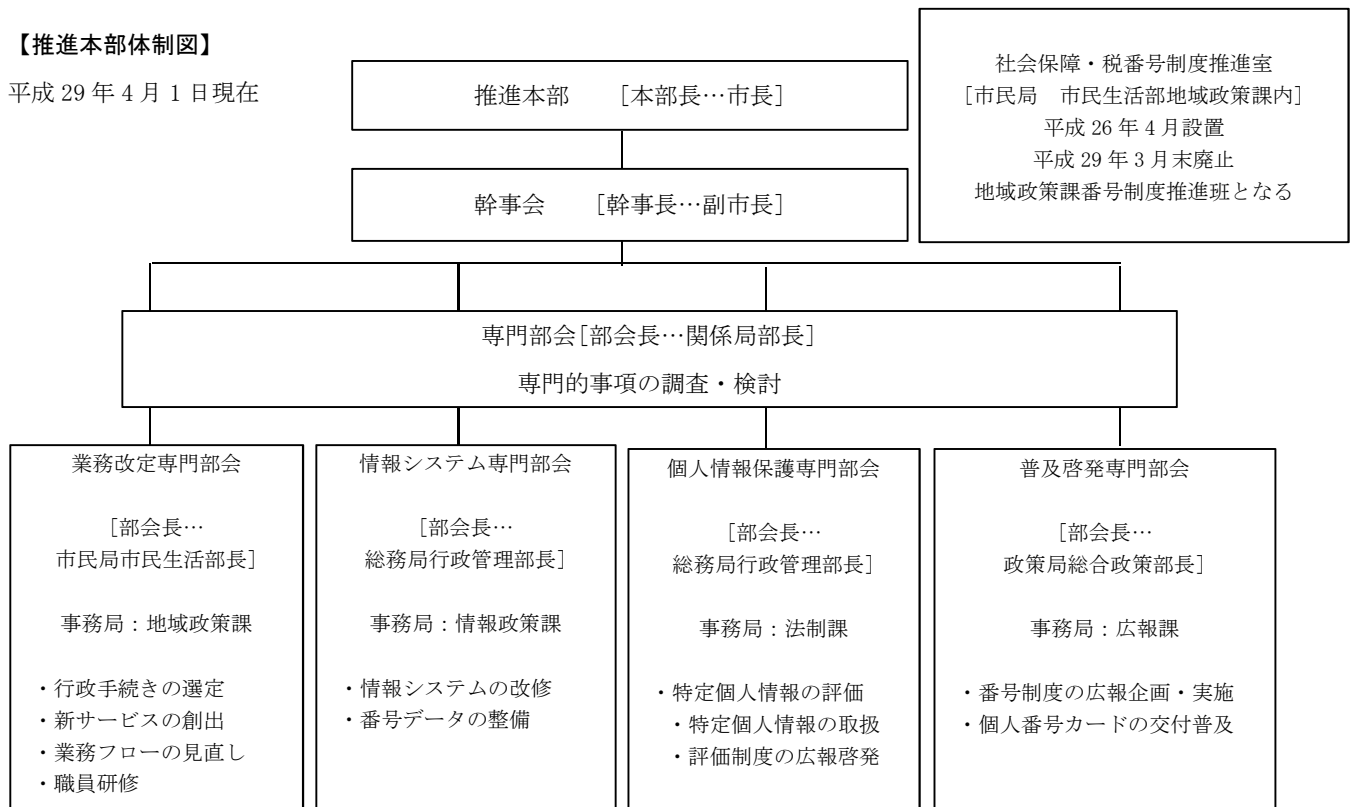 【推進本部体制図】
平成 29 年 4 月 1 日現在
推進本部　　[本部長…市長]
社会保障・税番号制度推進室
[市民局　市民生活部地域政策課内]
平成 26 年 4 月設置
平成 29 年 3 月末廃止
地域政策課番号制度推進班となる
幹事会　　[幹事長…副市長]
専門部会[部会長…関係局部長]
専門的事項の調査・検討
業務改定専門部会
[部会長…
市民局市民生活部長]
事務局：地域政策課
・行政手続きの選定
・新サービスの創出
・業務フローの見直し
・職員研修
情報システム専門部会
[部会長…
総務局行政管理部長]
事務局：情報政策課
・情報システムの改修
・番号データの整備
個人情報保護専門部会
[部会長…
総務局行政管理部長]
事務局：法制課
・特定個人情報の評価
・特定個人情報の取扱
・評価制度の広報啓発
普及啓発専門部会
[部会長…
政策局総合政策部長]
事務局：広報課
・番号制度の広報企画・実施
・個人番号カードの交付普及